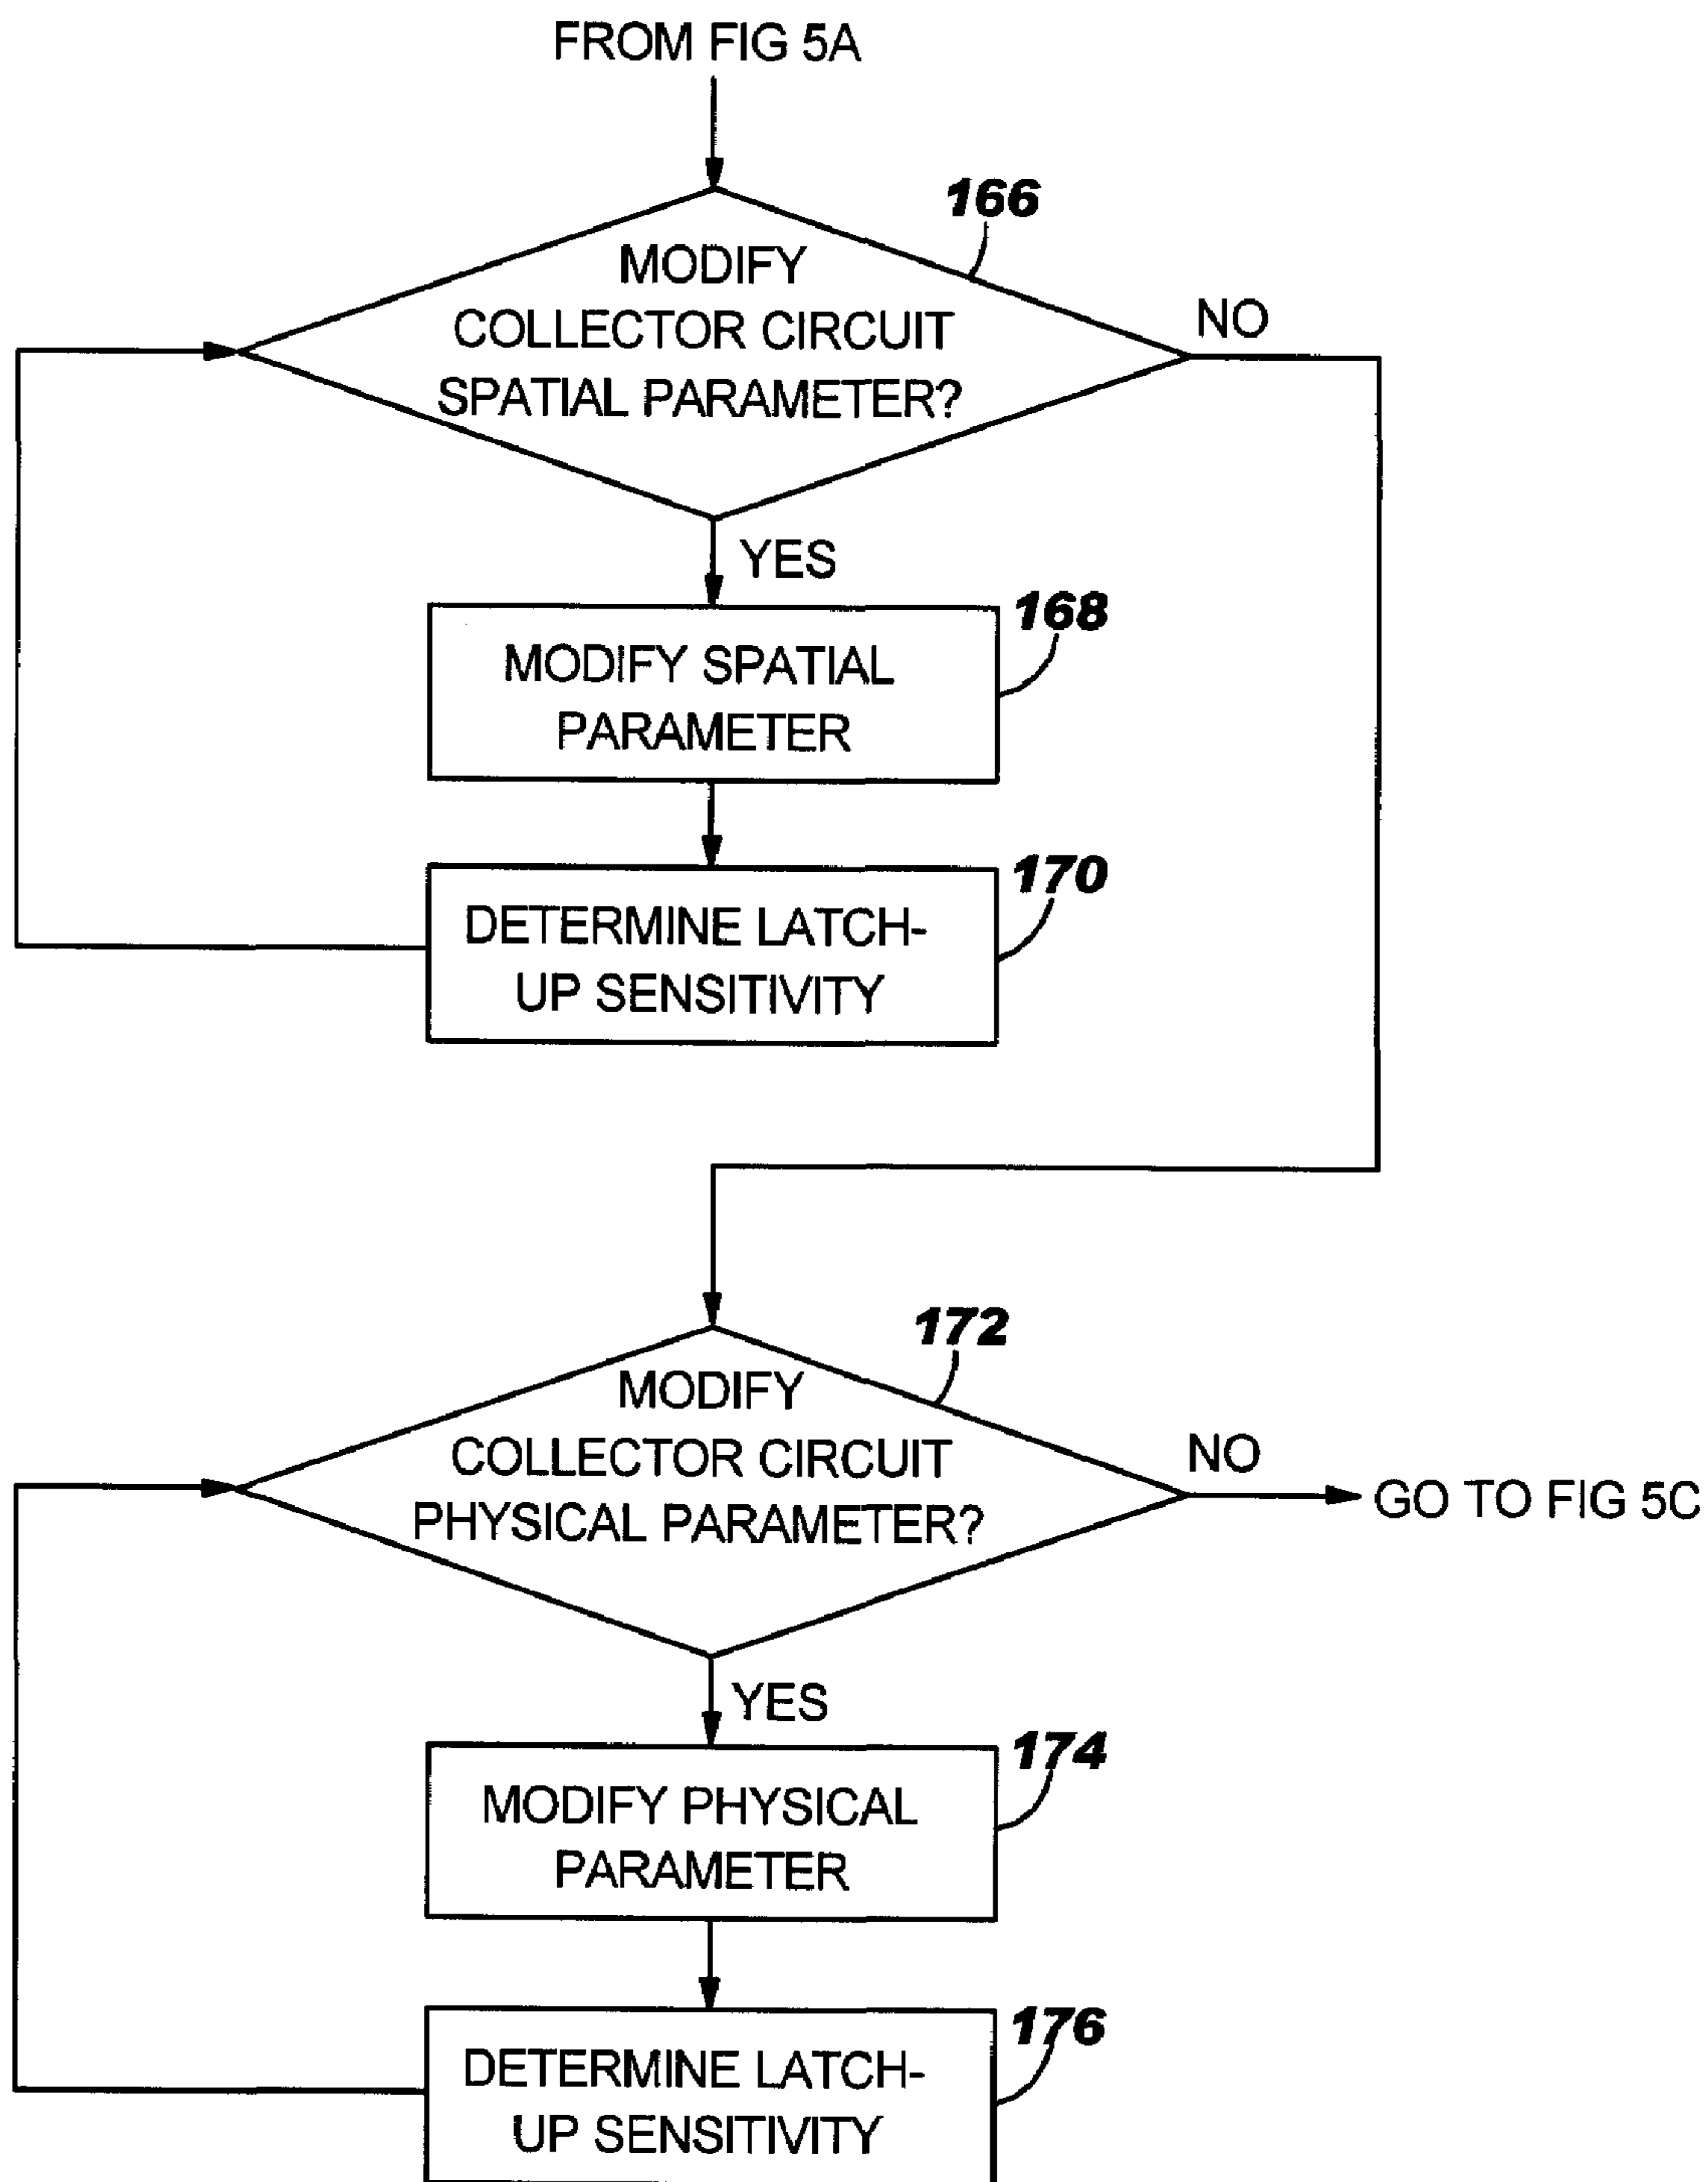 FROM FIG 5A
166
MODIFY
COLLECTOR CIRCUIT
SPATIAL PARAMETER?
NO
YES
168
MODIFY SPATIAL
PARAMETER
170
DETERMINE LATCH-
UP SENSITIVITY
172
MODIFY
COLLECTOR CIRCUIT
PHYSICAL PARAMETER?
NO
GO TO FIG 5C
YES
174
MODIFY PHYSICAL
PARAMETER
176
DETERMINE LATCH-
UP SENSITIVITY